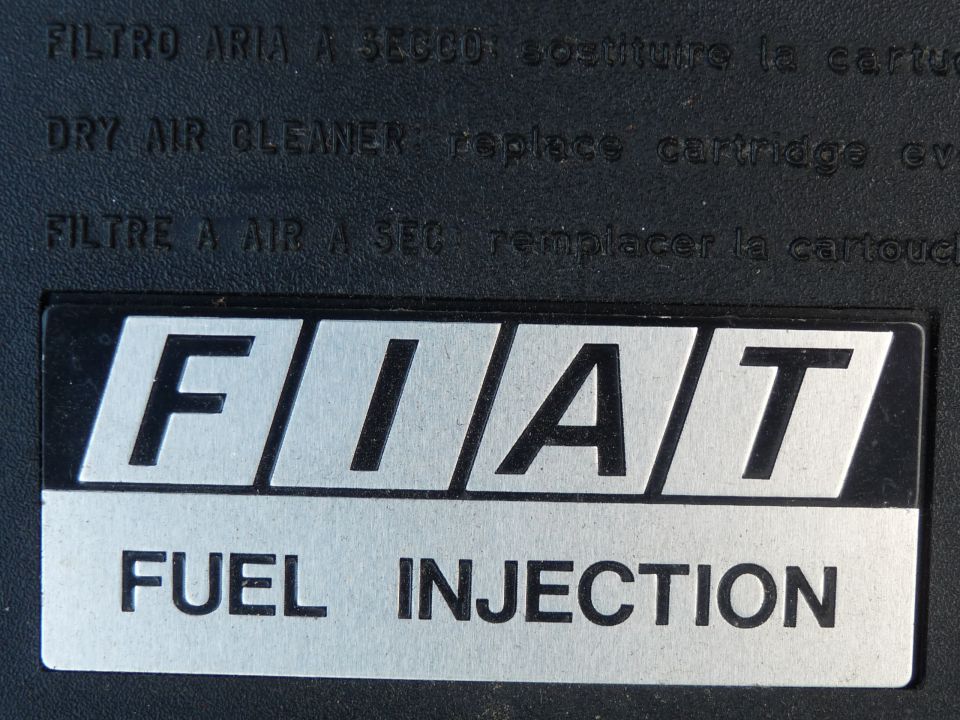 FILTRO ARIA A SECCO: sostituire la
DRY AIR CLEANER: replace cartridge
FILTRE A AIR A SEC: remplacer la
FIAT
FUEL INJECTION